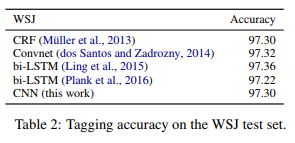 WSJ Accuracy
CRF (Müller et al., 2013) 97.30
Convnet (dos Santos and Zadrozny, 2014) 97.32
bi-LSTM (Ling et al., 2015) 97.36
bi-LSTM (Plank et al., 2016) 97.22
CNN (this work) 97.30
Table 2: Tagging accuracy on the WSJ test set.